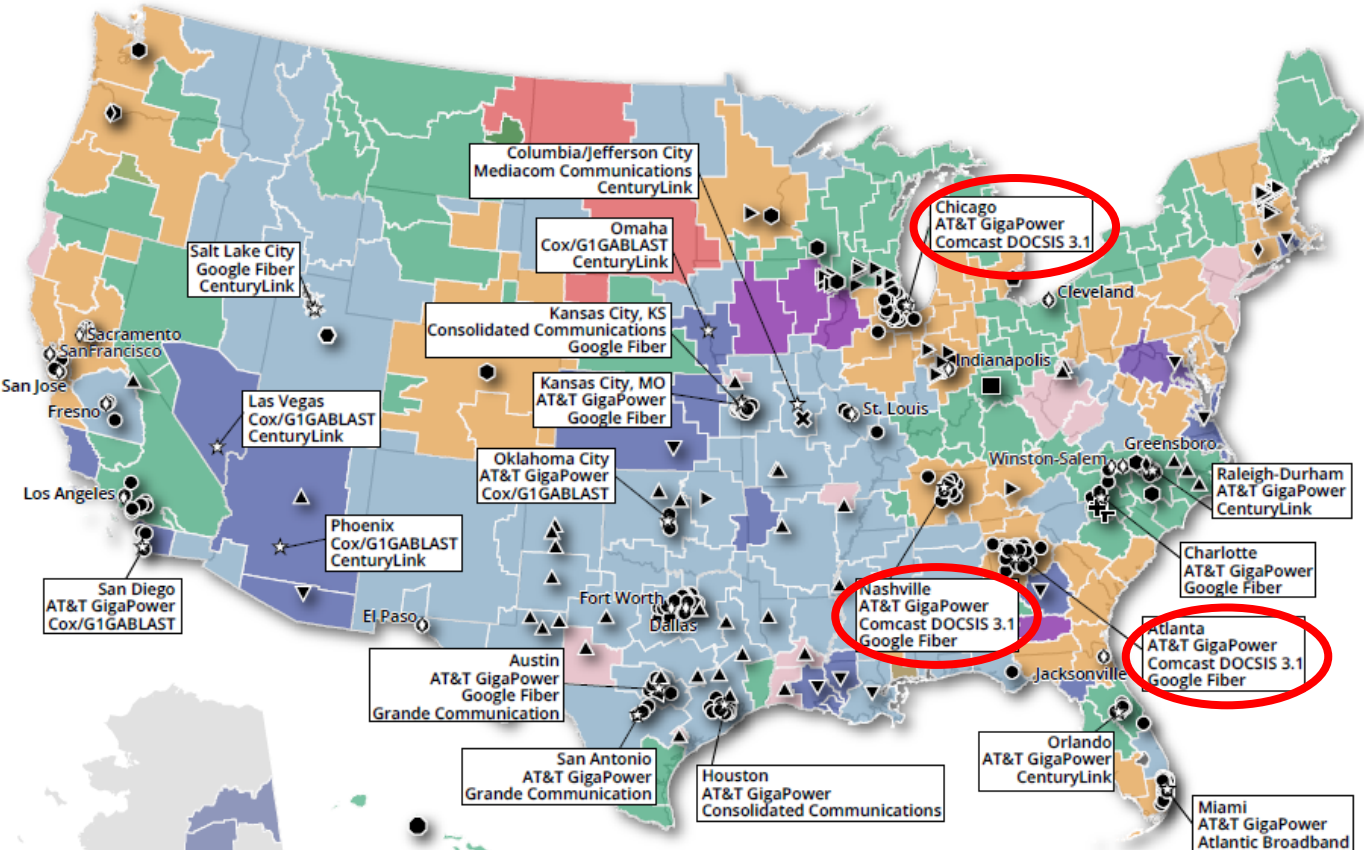 Columbia/Jefferson City
Mediacom Communications
CenturyLink
Chicago
AT&T GigaPower
Comcast DOCSIS 3.1
Omaha
Cox/G1GABLAST
CenturyLink
Salt Lake City
Google Fiber
CenturyLink
Cleveland
Kansas City, KS
Consolidated Communications
Google Fiber
Sacramento
SanFrancisco
San Jose
Fresno
Indianapolis
Kansas City, MO
AT&T GigaPower
Google Fiber
Las Vegas
Cox/G1GABLAST
CenturyLink
St. Louis
Greensboro
Winston-Salem
Oklahoma City
AT&T GigaPower
Cox/G1GABLAST
Los Angeles
Raleigh-Durham
AT&T GigaPower
CenturyLink
Phoenix
Cox/G1GABLAST
CenturyLink
Charlotte
AT&T GigaPower
Google Fiber
San Diego
AT&T GigaPower
Cox/G1GABLAST
El Paso
Fort Worth
Dallas
Nashville
AT&T GigaPower
Comcast DOCSIS 3.1
Google Fiber
Atlanta
AT&T GigaPower
Comcast DOCSIS 3.1
Google Fiber
Jacksonville
Austin
AT&T GigaPower
Google Fiber
Grande Communication
Orlando
AT&T GigaPower
CenturyLink
San Antonio
AT&T GigaPower
Grande Communication
Houston
AT&T GigaPower
Consolidated Communications
Miami
AT&T GigaPower
Atlantic Broadband